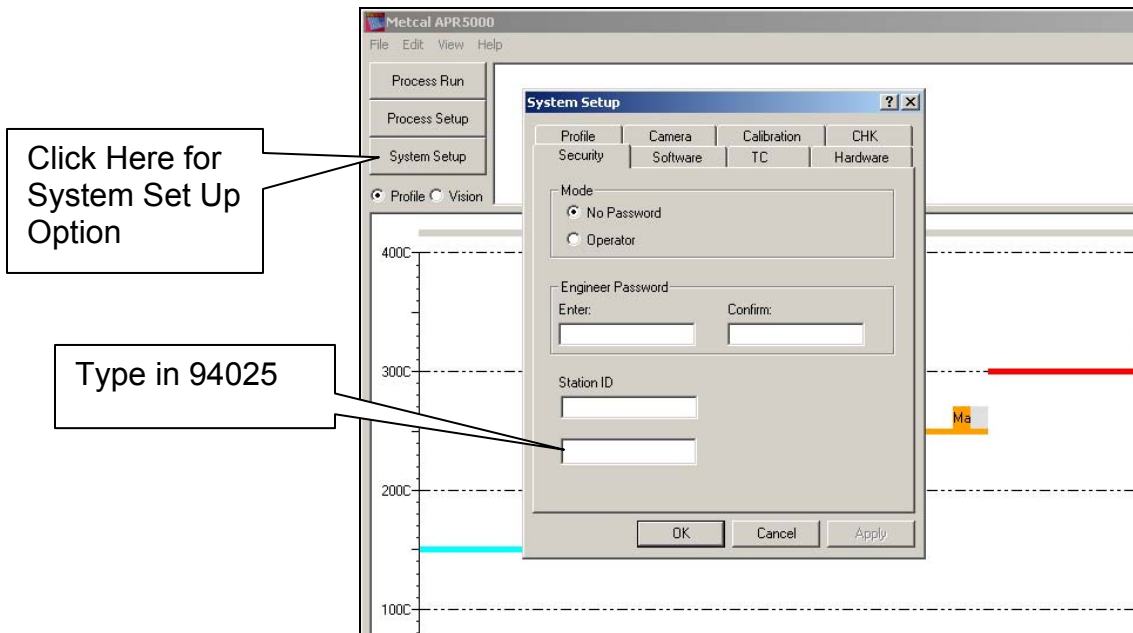 Metcal APR5000
File Edit View Help
Process Run
Process Setup
System Setup
Profile Vision
Click Here for
System Set Up
Option
Type in 94025
System Setup
Profile Camera Calibration CHK
Security Software TC Hardware
Mode
No Password
Operator
Engineer Password
Enter: Confirm:
Station ID
OK Cancel Apply
400C
300C
Ma
200C
100C